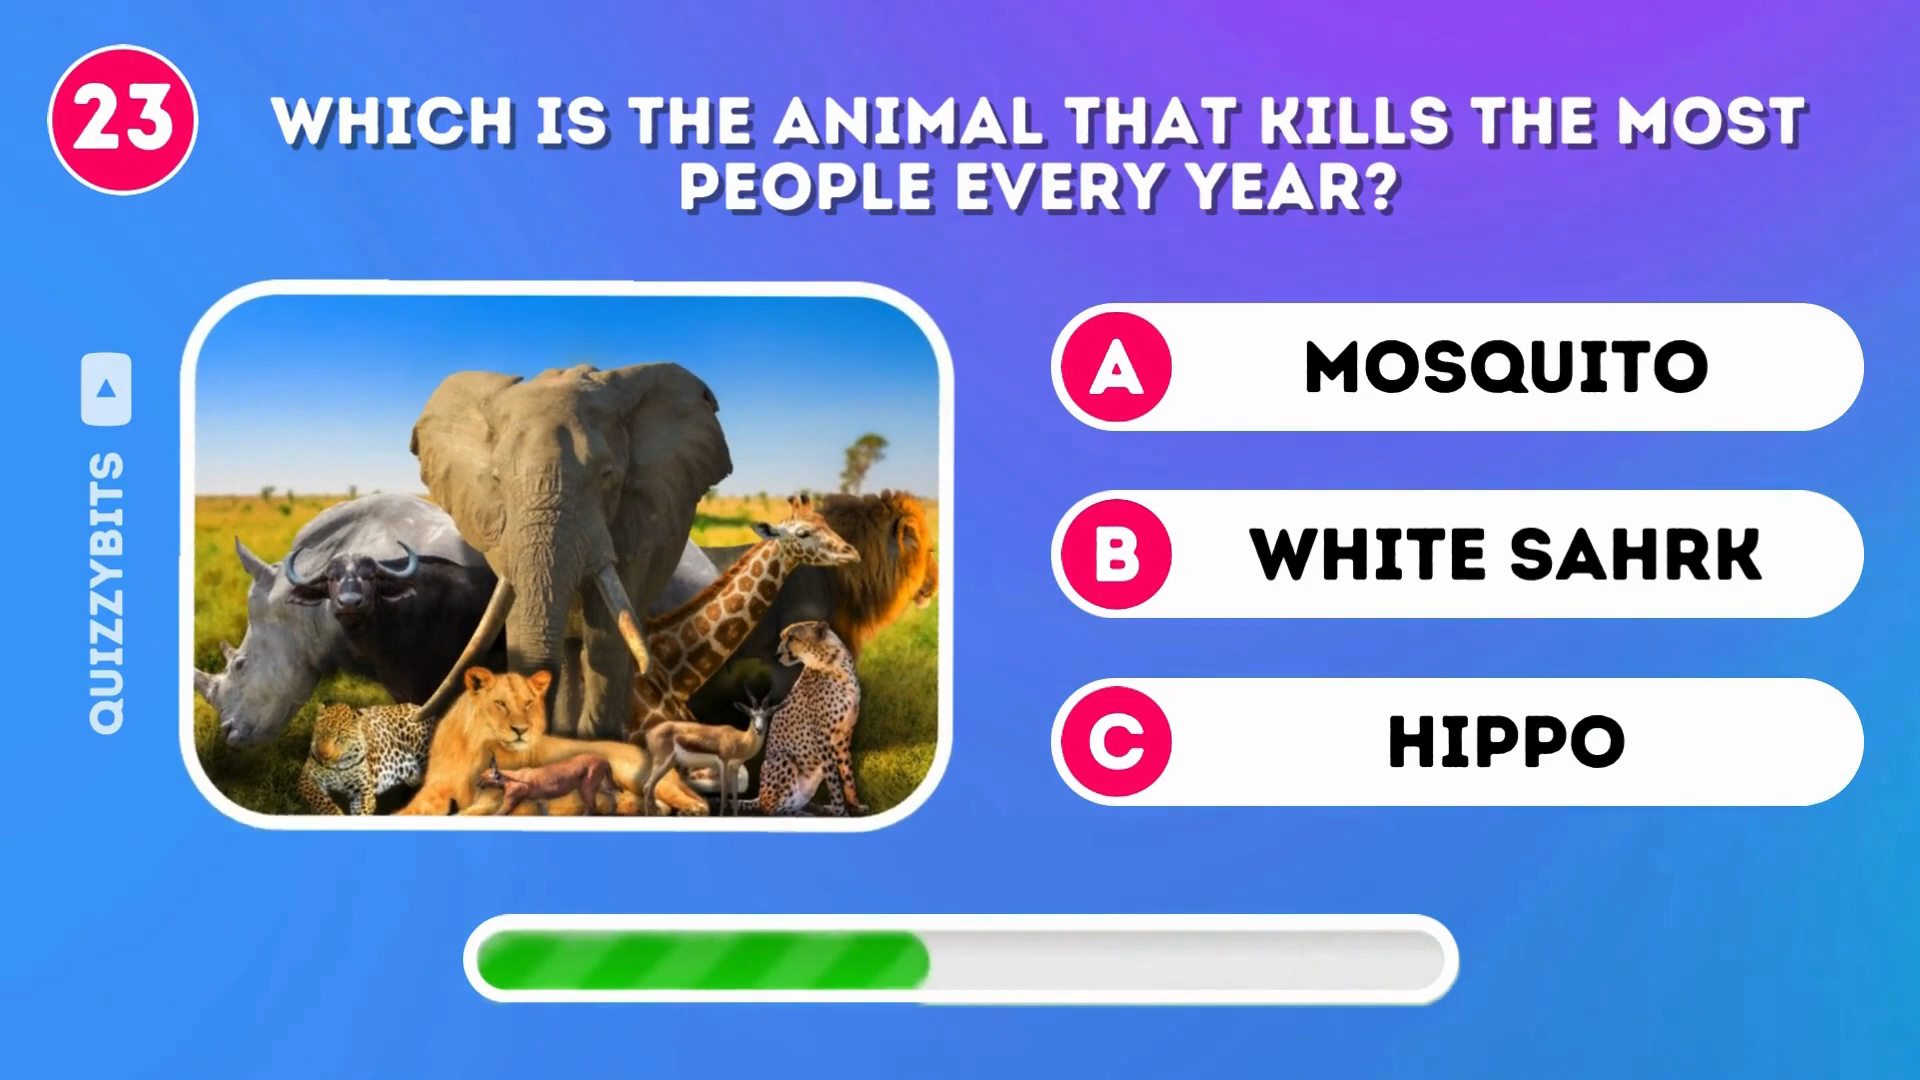 23
WHICH IS THE ANIMAL THAT KILLS THE MOST
PEOPLE EVERY YEAR?
QUIZZYBITS
A MOSQUITO
B WHITE SAHRK
C HIPPO